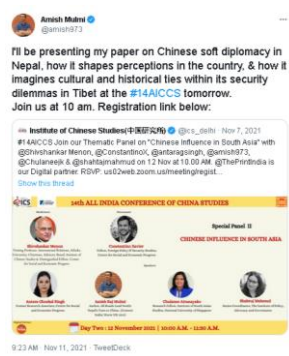 Amish Mulmi
@amish973
I'll be presenting my paper on Chinese soft diplomacy in
Nepal, how it shapes perceptions in the country, & how it
imagines cultural and historical ties within its security
dilemmas in Tibet at the #14AICCS tomorrow.
Join us at 10 am. Registration link below:
Institute of Chinese Studies(中国研究所) @ics_delhi · Nov 7, 2021
#14AICCS Join our Thematic Panel on "Chinese Influence in South Asia" with
@Shivshankar Menon, @ConstantinoX, @antaragsingh, @amish973,
@Chulaneejk & @shahtajmahmud on 12 Nov at 10.00 AM. @ThePrintIndia is
our Digital partner. RSVP: us02web.zoom.us/meeting/regist...
Show this thread
ICS
14th ALL INDIA CONFERENCE OF CHINA STUDIES
Special Panel II
CHINESE INFLUENCE IN SOUTH ASIA
Shivshankar Menon
Constantino Xavier
Antara Ghosal Singh
Amish Raj Mulmi
Chulanee Attanayake
Shahtaj Mahmud
Day Two : 12 November 2021 | 10:00 A.M. - 11:30 A.M.
9:23 AM · Nov 11, 2021 · TweetDeck